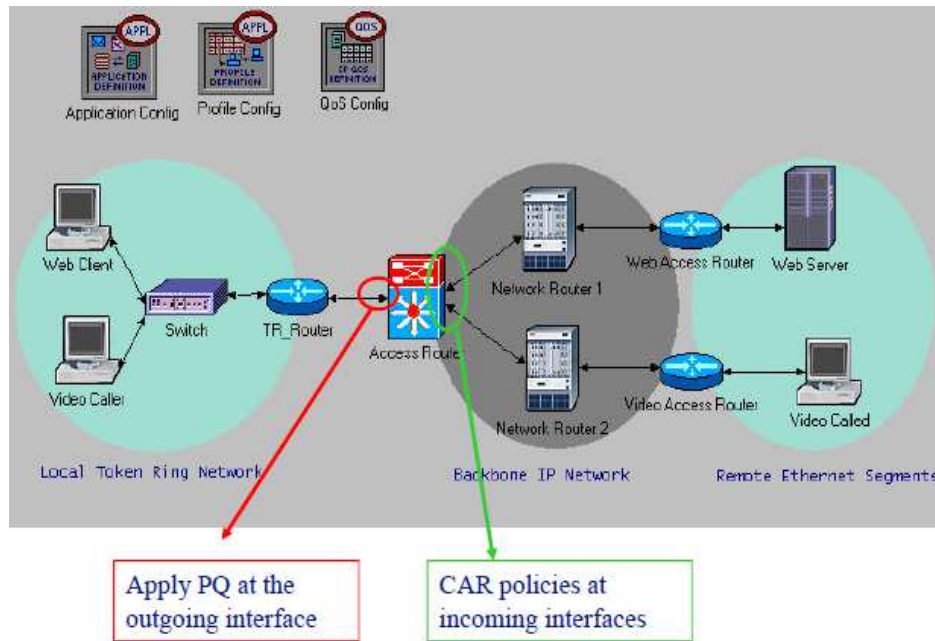 APPL
APPL
QOS
APPLICATION
DEFINITION
PROFILE
DEFINITION
IP QOS
DEFINITION
Application Config
Profile Config
QoS Config
Web Client
Switch
TR_Router
Access Router
Video Caller
Network Router 1
Network Router 2
Web Access Router
Web Server
Video Access Router
Video Called
Local Token Ring Network
Backbone IP Network
Remote Ethernet Segments
Apply PQ at the
outgoing interface
CAR policies at
incoming interfaces